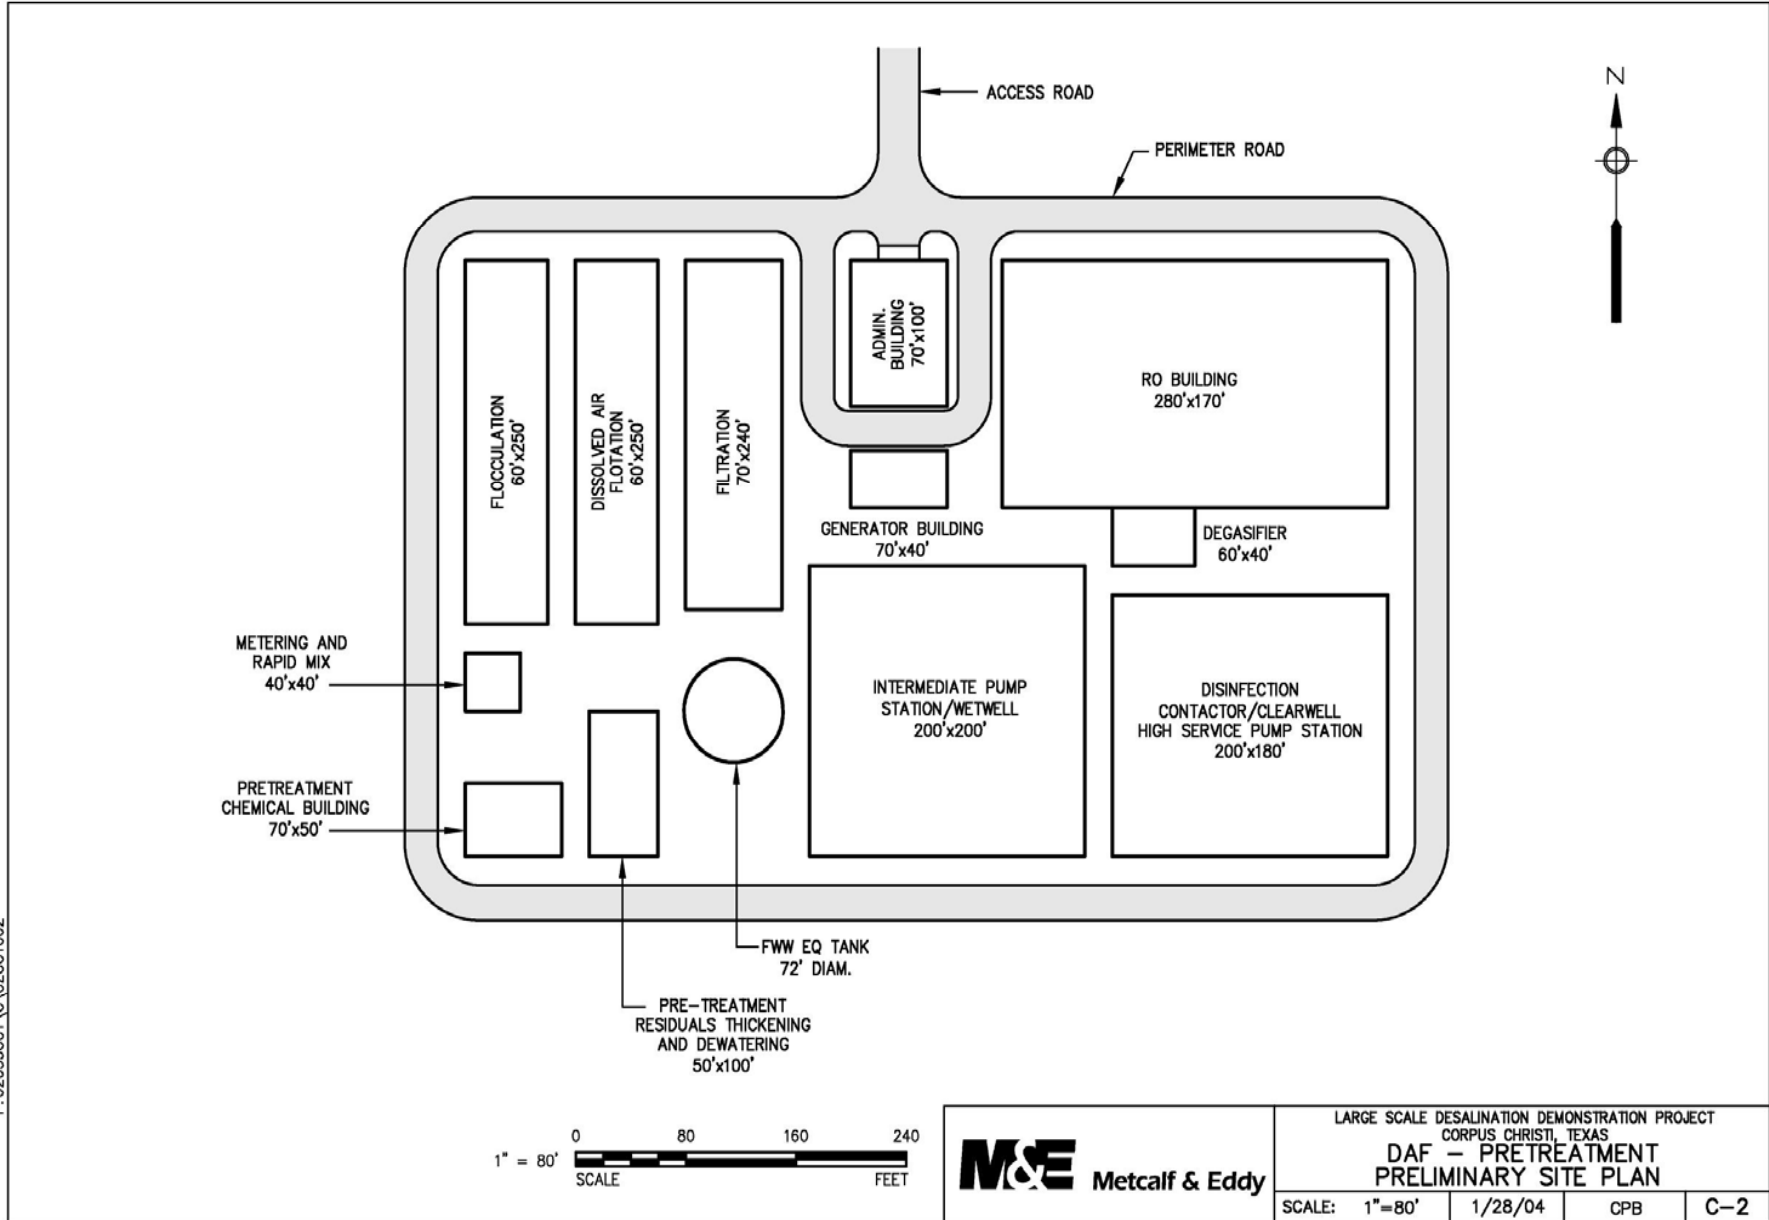 N
ACCESS ROAD
PERIMETER ROAD
ADMIN.
BUILDING
70'x100'
RO BUILDING
280'x170'
FLOCCULATION
60'x250'
DISSOLVED AIR
FLOTATION
60'x250'
FILTRATION
70'x240'
GENERATOR BUILDING
70'x40'
DEGASIFIER
60'x40'
METERING AND
RAPID MIX
40'x40'
INTERMEDIATE PUMP
STATION/WETWELL
200'x200'
DISINFECTION
CONTACTOR/CLEARWELL
HIGH SERVICE PUMP STATION
200'x180'
PRETREATMENT
CHEMICAL BUILDING
70'x50'
FWW EQ TANK
72' DIAM.
PRE-TREATMENT
RESIDUALS THICKENING
AND DEWATERING
50'x100'
0 80 160 240
1" = 80'
SCALE FEET
M&E Metcalf & Eddy
LARGE SCALE DESALINATION DEMONSTRATION PROJECT
CORPUS CHRISTI, TEXAS
DAF - PRETREATMENT
PRELIMINARY SITE PLAN
SCALE: 1"=80' 1/28/04 CPB C-2